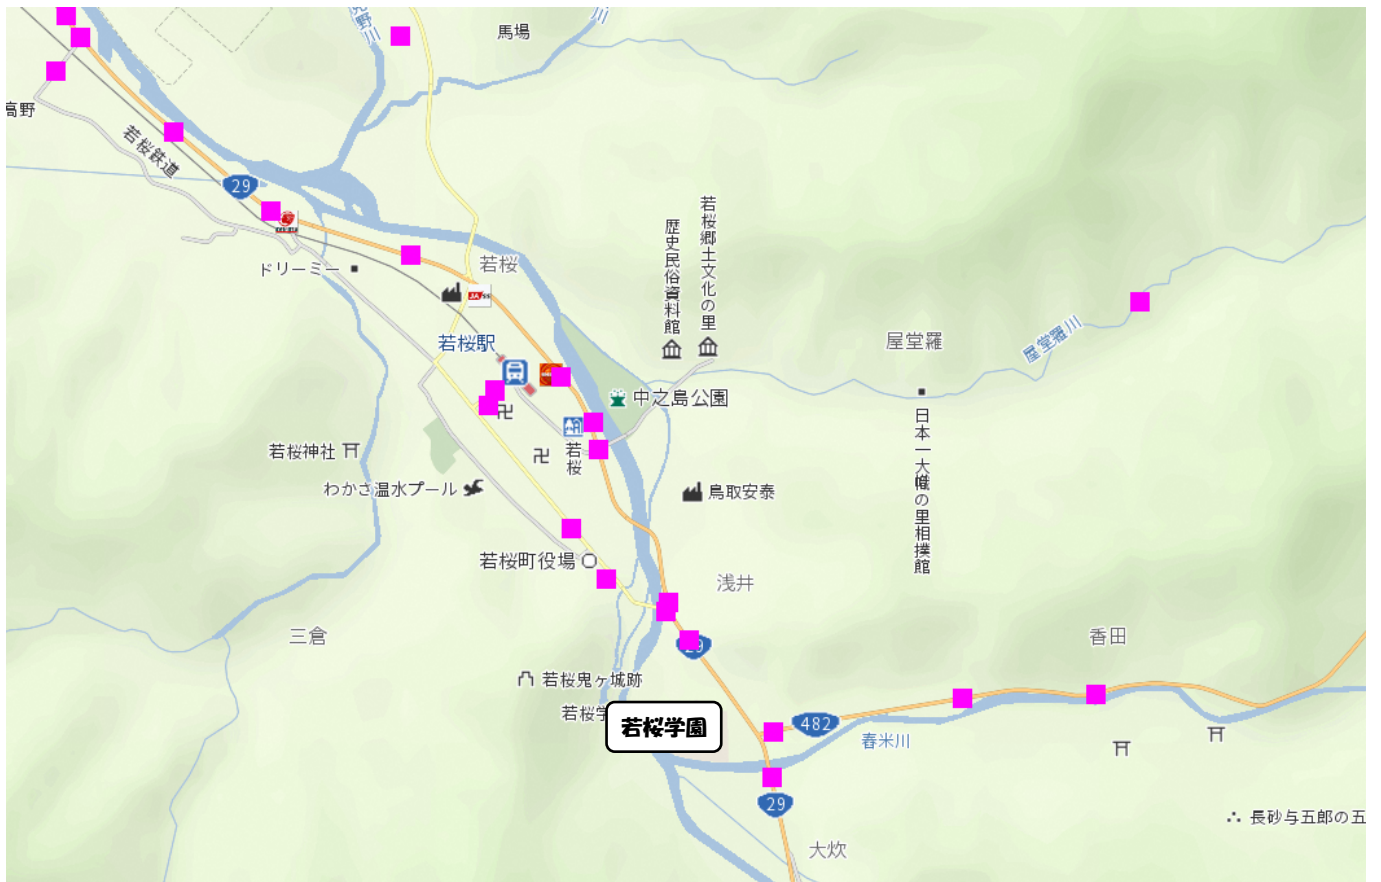 馬場
高野
若桜鉄道
29
ドリーミー
若桜
歴史民俗資料館
若桜郷土文化の里
若桜駅
屋堂羅
屋堂羅川
中之島公園
日本一大幟の里相撲館
若桜神社
若桜
わかさ温水プール
鳥取安泰
若桜町役場
浅井
三倉
香田
29
若桜鬼ヶ城跡
若桜学
若桜学園
482
舂米川
29
長砂与五郎の五
大炊